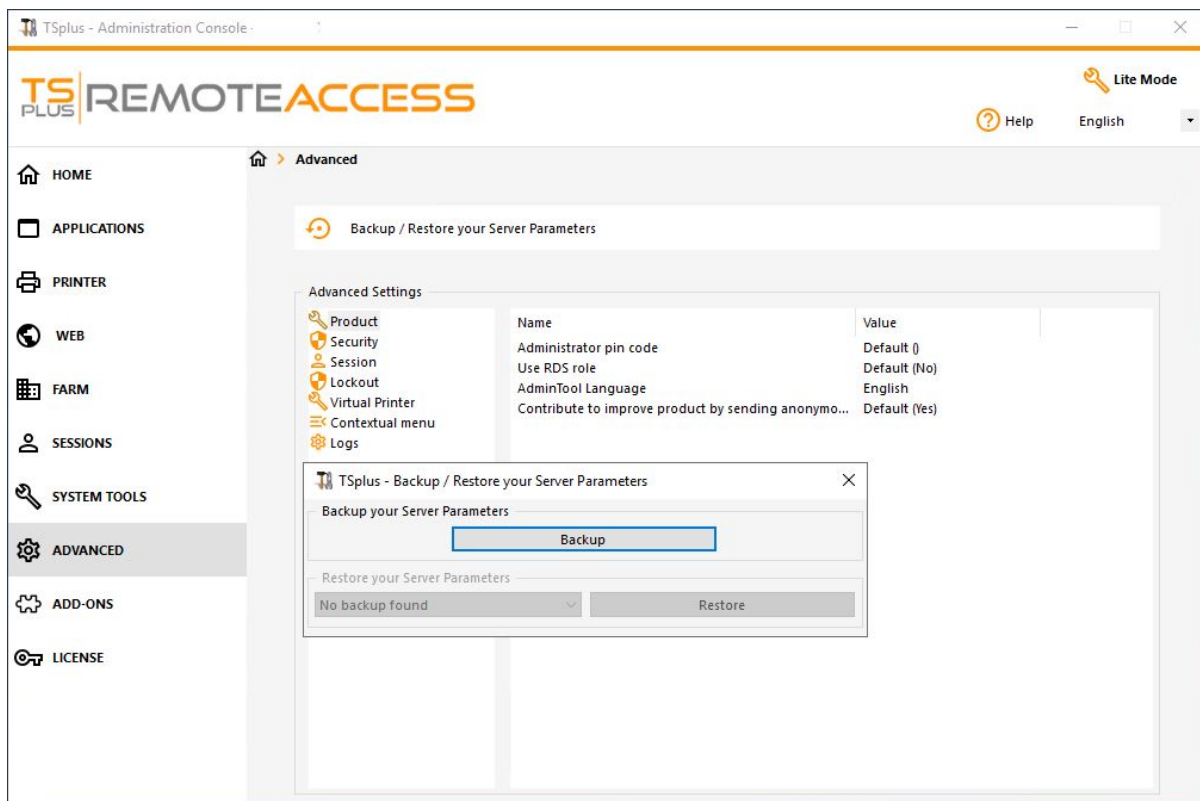 TSplus - Administration Console -
TS PLUS REMOTEACCESS
Lite Mode
Help
English
HOME
APPLICATIONS
PRINTER
WEB
FARM
SESSIONS
SYSTEM TOOLS
ADVANCED
ADD-ONS
LICENSE
Advanced
Backup / Restore your Server Parameters
Advanced Settings
Product
Security
Session
Lockout
Virtual Printer
Contextual menu
Logs
Name Value
Administrator pin code Default ()
Use RDS role Default (No)
AdminTool Language English
Contribute to improve product by sending anonymo... Default (Yes)
TSplus - Backup / Restore your Server Parameters
Backup your Server Parameters
Backup
Restore your Server Parameters
No backup found
Restore